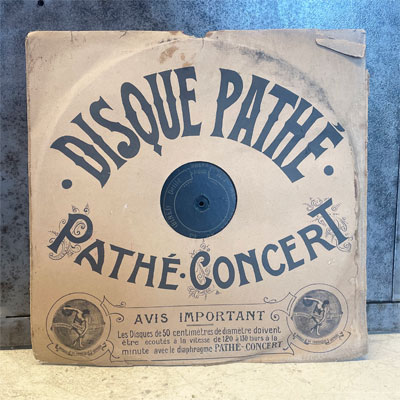 · DISQUE PATHÉ ·
PATHÉ·CONCERT
AVIS IMPORTANT
Les Disques de 50 centimètres de diamètre doivent
être écoutés à la vitesse de 120 à 130 tours à la
minute avec le diaphragme PATHÉ-CONCERT